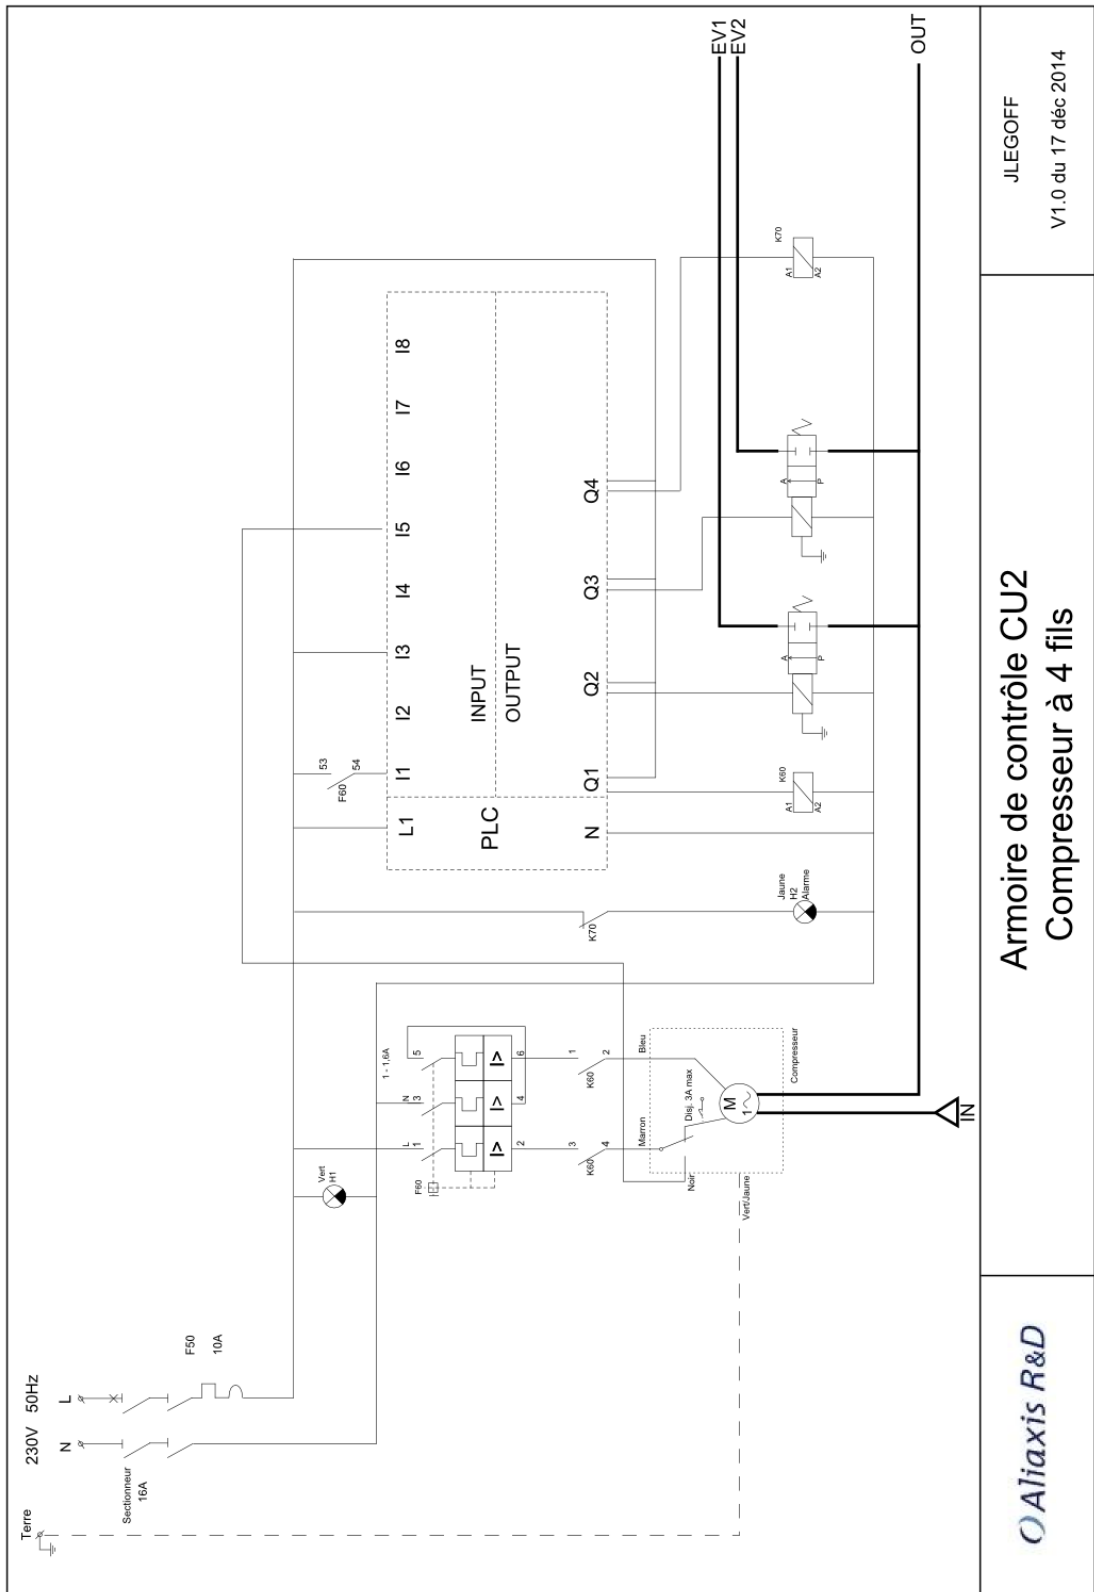 Terre
230V 50Hz
N
L
Sectionneur
16A
F50
10A
Vert
H1
F60
L
1
N
3
1 - 1,6A
5
I>
I>
I>
2
4
6
3
K60
4
1
K60
2
Marron
Bleu
Noir
Disj. 3A max
M
1
Vert/Jaune
Compresseur
IN
K70
Jaune
H2
Alarme
53
F60
54
L1
PLC
N
I1
I2
I3
I4
I5
I6
I7
I8
INPUT
OUTPUT
Q1
Q2
Q3
Q4
K60
A1
A2
A
P
A
P
K70
A1
A2
EV1
EV2
OUT
Aliaxis R&D
Armoire de contrôle CU2
Compresseur à 4 fils
JLEGOFF
V1.0 du 17 déc 2014